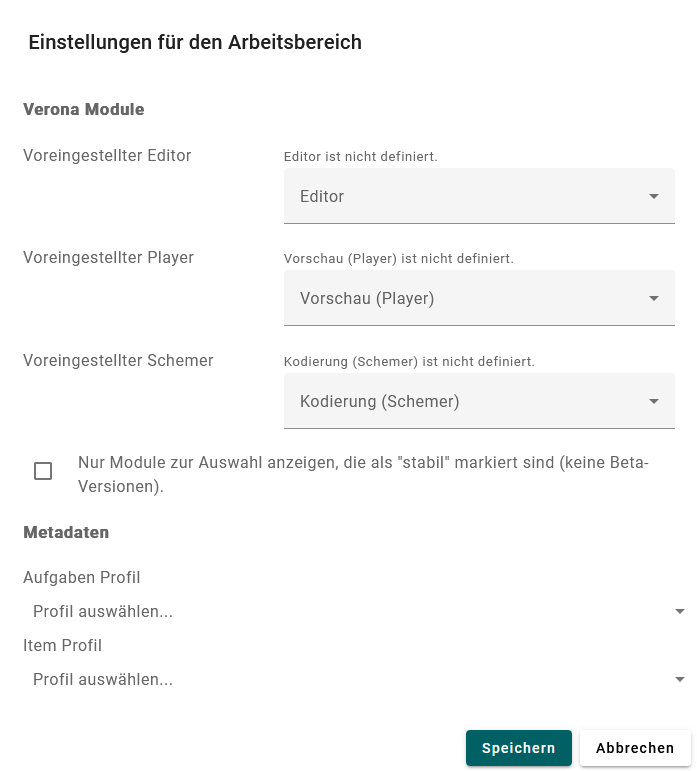 Einstellungen für den Arbeitsbereich
Verona Module
Voreingestellter Editor
Editor ist nicht definiert.
Editor
Voreingestellter Player
Vorschau (Player) ist nicht definiert.
Vorschau (Player)
Voreingestellter Schemer
Kodierung (Schemer) ist nicht definiert.
Kodierung (Schemer)
Nur Module zur Auswahl anzeigen, die als "stabil" markiert sind (keine Beta-
Versionen).
Metadaten
Aufgaben Profil
Profil auswählen...
Item Profil
Profil auswählen...
Speichern
Abbrechen